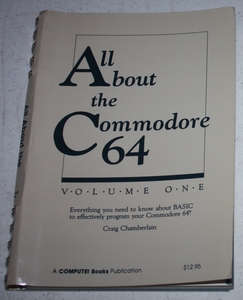 All
About
the
Commodore
64
V·O·L·U·M·E O·N·E
Everything you need to know about BASIC
to effectively program your Commodore 64*
Craig Chamberlain
A COMPUTE! Books Publication
$12.95